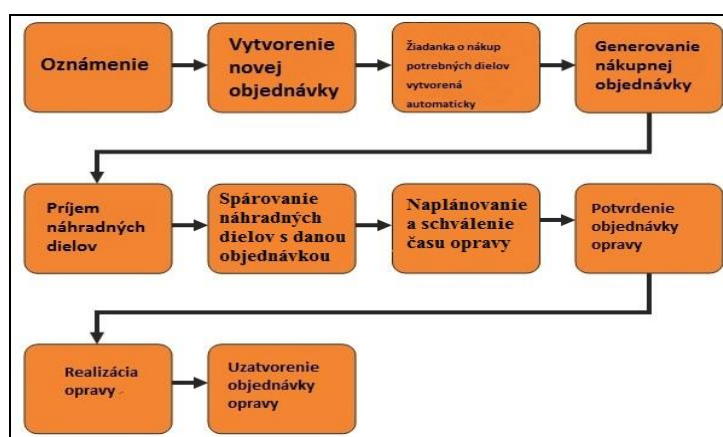 Oznámenie
Vytvorenie
novej
objednávky
Žiadanka o nákup
potrebných dielov
vytvorená
automaticky
Generovanie
nákupnej
objednávky
Príjem
náhradných
dielov
Spárovanie
náhradných
dielov s danou
objednávkou
Naplánovanie
a schválenie
času opravy
Potvrdenie
objednávky
opravy
Realizácia
opravy
Uzatvorenie
objednávky
opravy